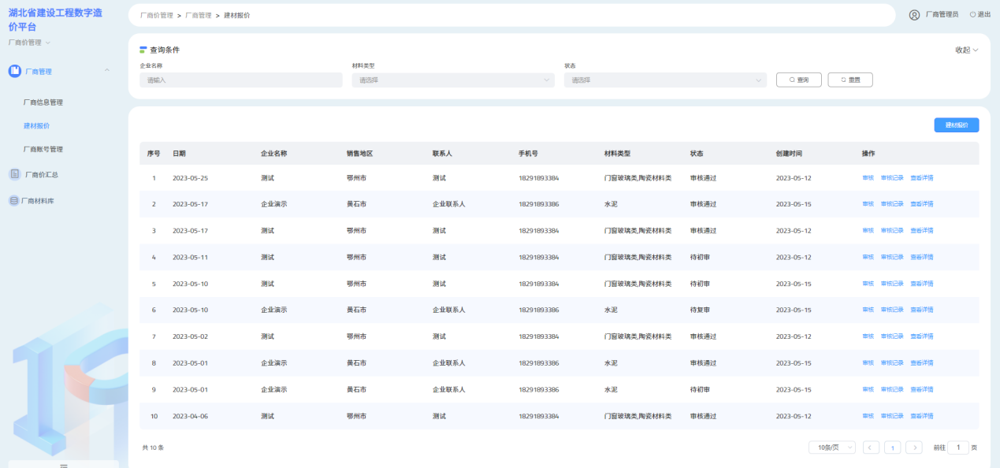 湖北省建设工程数字造
价平台
厂商价管理
厂商管理
厂商信息管理
建材报价
厂商账号管理
厂商价汇总
厂商材料库
厂商价管理 > 厂商管理 > 建材报价
厂商管理员 退出
查询条件 收起
企业名称 材料类型 状态
请输入 请选择 请选择 查询 重置
建材报价
序号 日期 企业名称 销售地区 联系人 手机号 材料类型 状态 创建时间 操作
1 2023-05-25 测试 鄂州市 测试 18291893384 门窗玻璃类,陶瓷材料类 审核通过 2023-05-12 审核 审核记录 查看详情
2 2023-05-17 企业演示 黄石市 企业联系人 18291893386 水泥 审核通过 2023-05-15 审核 审核记录 查看详情
3 2023-05-17 测试 鄂州市 测试 18291893384 门窗玻璃类,陶瓷材料类 审核通过 2023-05-12 审核 审核记录 查看详情
4 2023-05-11 测试 鄂州市 测试 18291893384 门窗玻璃类,陶瓷材料类 待初审 2023-05-12 审核 审核记录 查看详情
5 2023-05-10 测试 鄂州市 测试 18291893384 门窗玻璃类,陶瓷材料类 待初审 2023-05-15 审核 审核记录 查看详情
6 2023-05-10 企业演示 黄石市 企业联系人 18291893386 水泥 待复审 2023-05-15 审核 审核记录 查看详情
7 2023-05-02 测试 鄂州市 测试 18291893384 门窗玻璃类,陶瓷材料类 审核通过 2023-05-12 审核 审核记录 查看详情
8 2023-05-01 企业演示 黄石市 企业联系人 18291893386 水泥 审核通过 2023-05-15 审核 审核记录 查看详情
9 2023-05-01 企业演示 黄石市 企业联系人 18291893386 水泥 待初审 2023-05-15 审核 审核记录 查看详情
10 2023-04-06 测试 鄂州市 测试 18291893384 门窗玻璃类,陶瓷材料类 审核通过 2023-05-12 审核 审核记录 查看详情
共 10 条 10条/页 1 前往 1 页